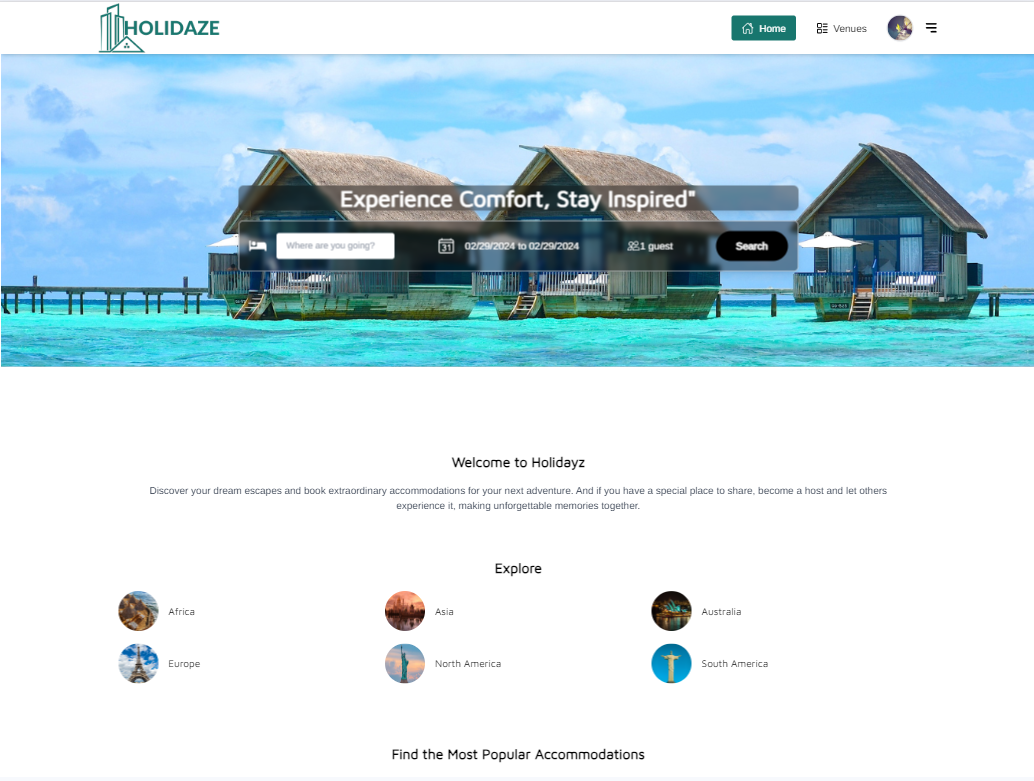 HOLIDAZE
Home
Venues
Experience Comfort, Stay Inspired"
Where are you going?
31
02/29/2024 to 02/29/2024
1 guest
Search
Welcome to Holidayz
Discover your dream escapes and book extraordinary accommodations for your next adventure. And if you have a special place to share, become a host and let others
experience it, making unforgettable memories together.
Explore
Africa
Asia
Australia
Europe
North America
South America
Find the Most Popular Accommodations